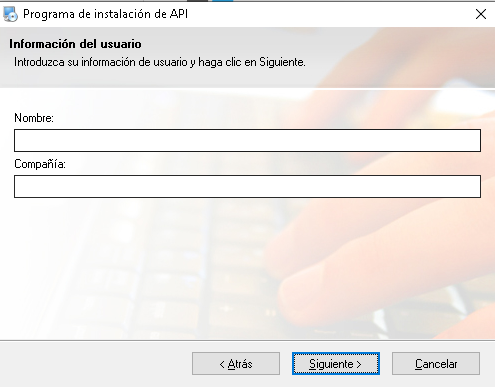 Programa de instalación de API
Información del usuario
Introduzca su información de usuario y haga clic en Siguiente.
Nombre:
Compañía:
< Atrás
Siguiente >
Cancelar